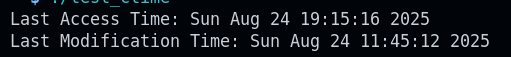 $ ./test_ctime
Last Access Time: Sun Aug 24 19:15:16 2025
Last Modification Time: Sun Aug 24 11:45:12 2025